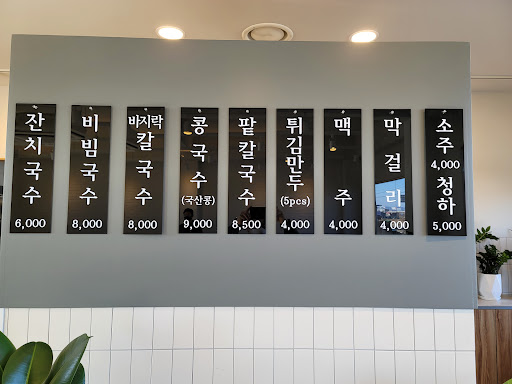 잔치국수
6,000
비빔국수
8,000
바지락
칼국수
8,000
콩국수
(국산콩)
9,000
팥칼국수
8,500
튀김만두
(5pcs)
4,000
맥주
4,000
막걸리
4,000
소주
4,000
청하
5,000